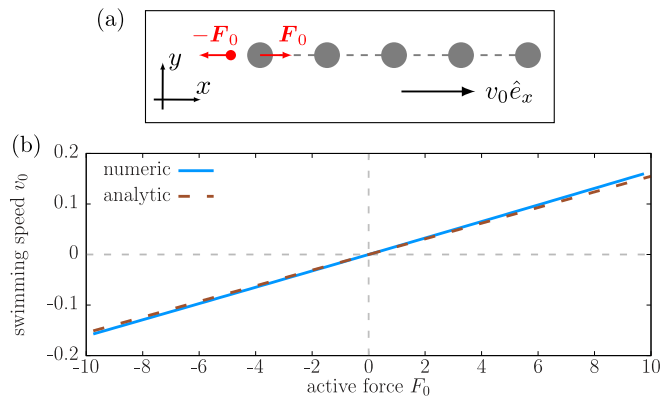 (a)
−F₀ F₀
y
x
v₀êₓ
(b)
swimming speed v₀
0.2
0.1
0
-0.1
-0.2
numeric
analytic
-10 -8 -6 -4 -2 0 2 4 6 8 10
active force F₀